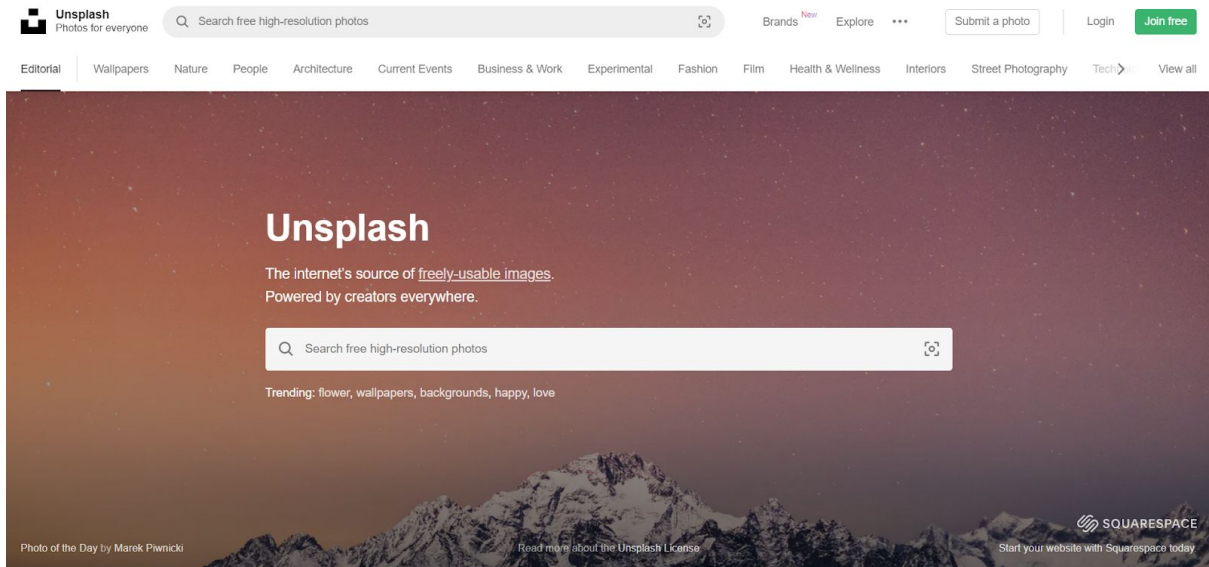 Unsplash
Photos for everyone
Search free high-resolution photos
Brands New Explore
Submit a photo
Login
Join free
Editorial Wallpapers Nature People Architecture Current Events Business & Work Experimental Fashion Film Health & Wellness Interiors Street Photography View all
Unsplash
The internet's source of freely-usable images.
Powered by creators everywhere.
Search free high-resolution photos
Trending: flower, wallpapers, backgrounds, happy, love
SQUARESPACE
Photo of the Day by Marek Piwnicki
Read more about the Unsplash License
Start your website with Squarespace today.